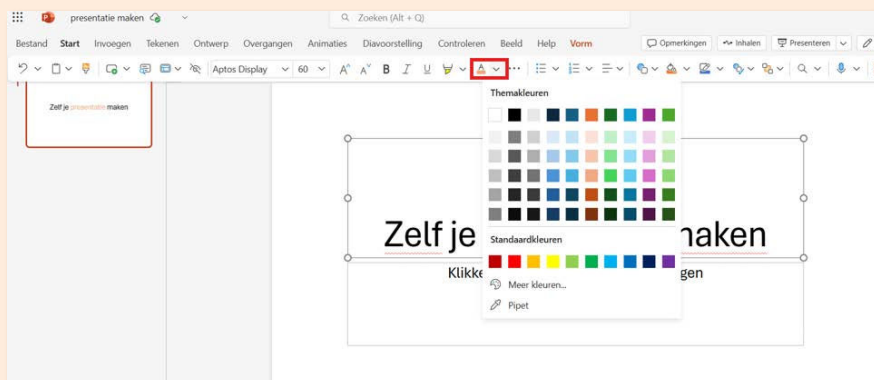 presentatie maken
Zoeken (Alt + Q)
Bestand Start Invoegen Tekenen Ontwerp Overgangen Animaties Diavoorstelling Controleren Beeld Help Vorm Opmerkingen Inhalen Presenteren
Aptos Display 60 A A B I U A ...
Themakleuren
Zelf je presentatie maken
Zelf je maken
Standaardkleuren
Klikke gen
Meer kleuren...
Pipet